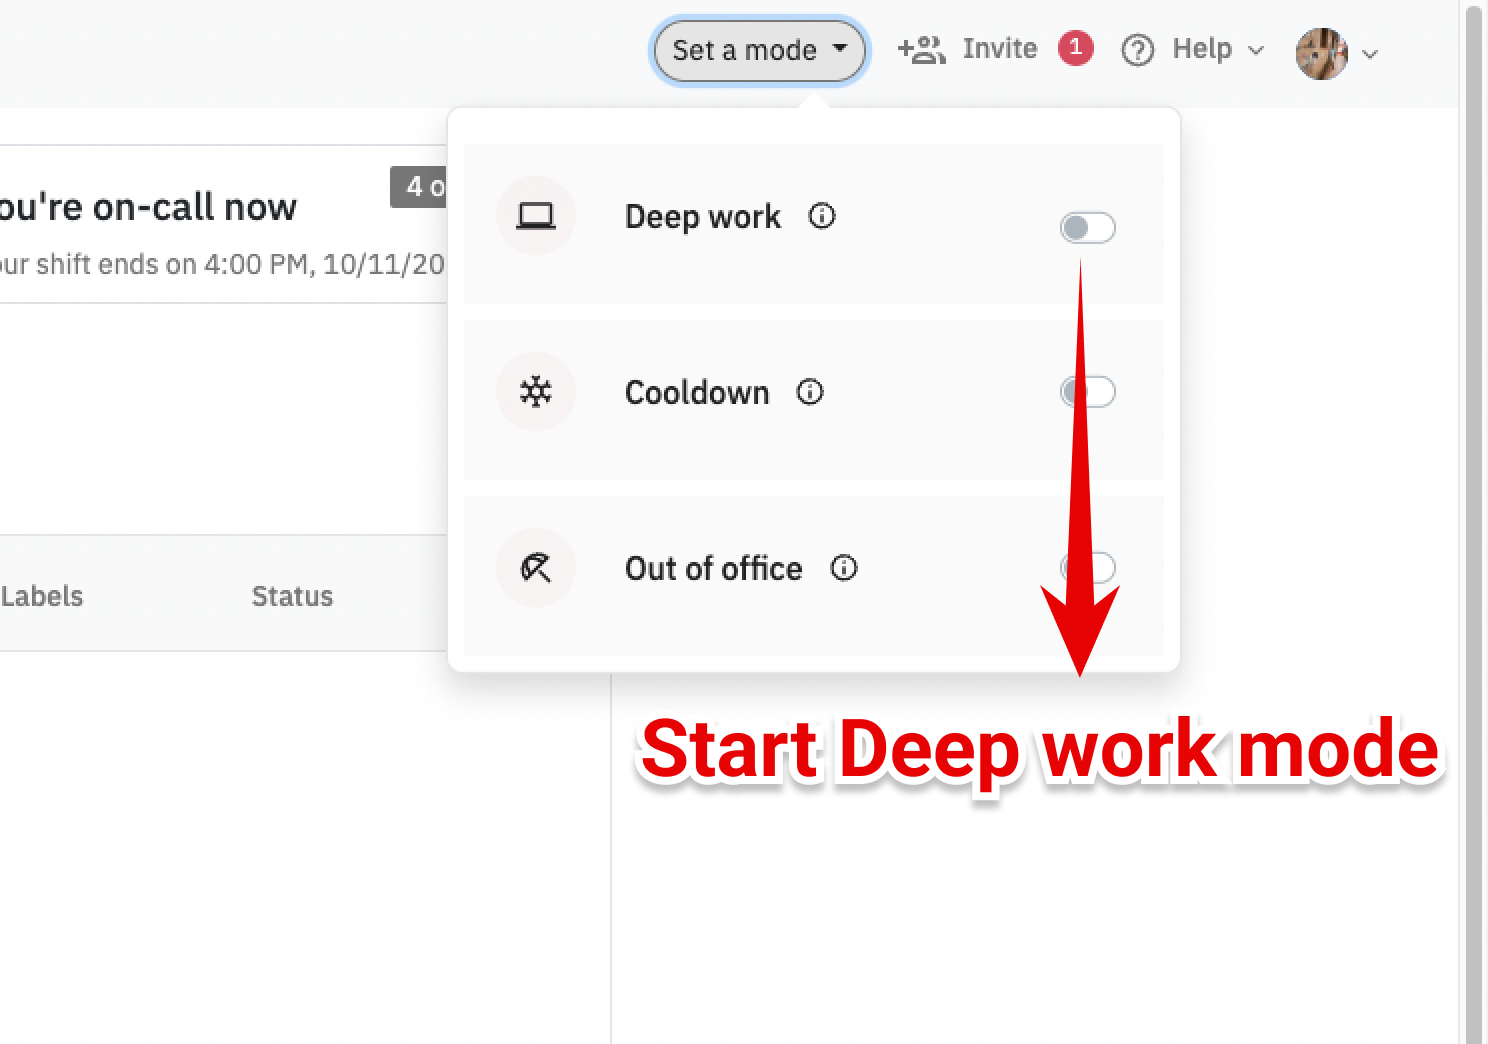 Set a mode
Invite
1
Help
ou're on-call now
4 o
ur shift ends on 4:00 PM, 10/11/20
Deep work
Cooldown
Out of office
Labels
Status
Start Deep work mode